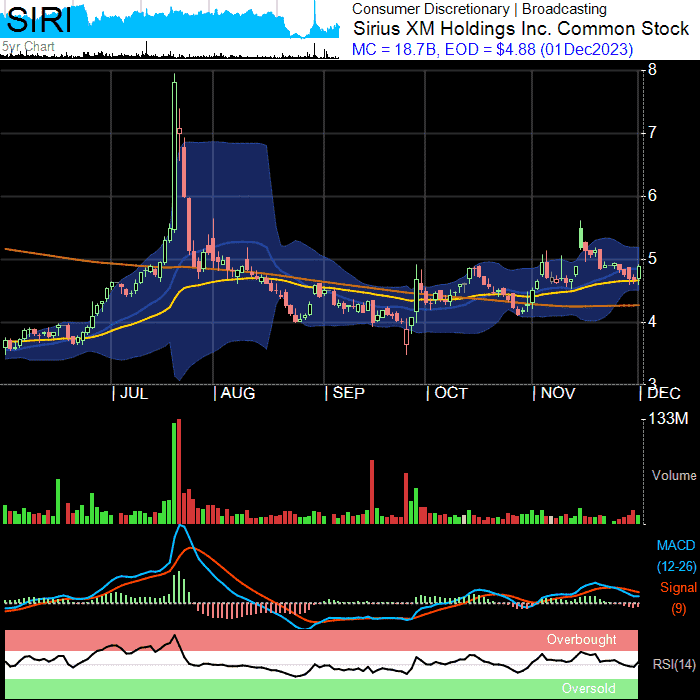 SIRI
5yr Chart
Consumer Discretionary | Broadcasting
Sirius XM Holdings Inc. Common Stock
MC = 18.7B, EOD = $4.88 (01Dec2023)
8
7
6
5
4
3
JUL AUG SEP OCT NOV DEC
133M
Volume
MACD
(12-26)
Signal
(9)
Overbought
RSI(14)
Oversold